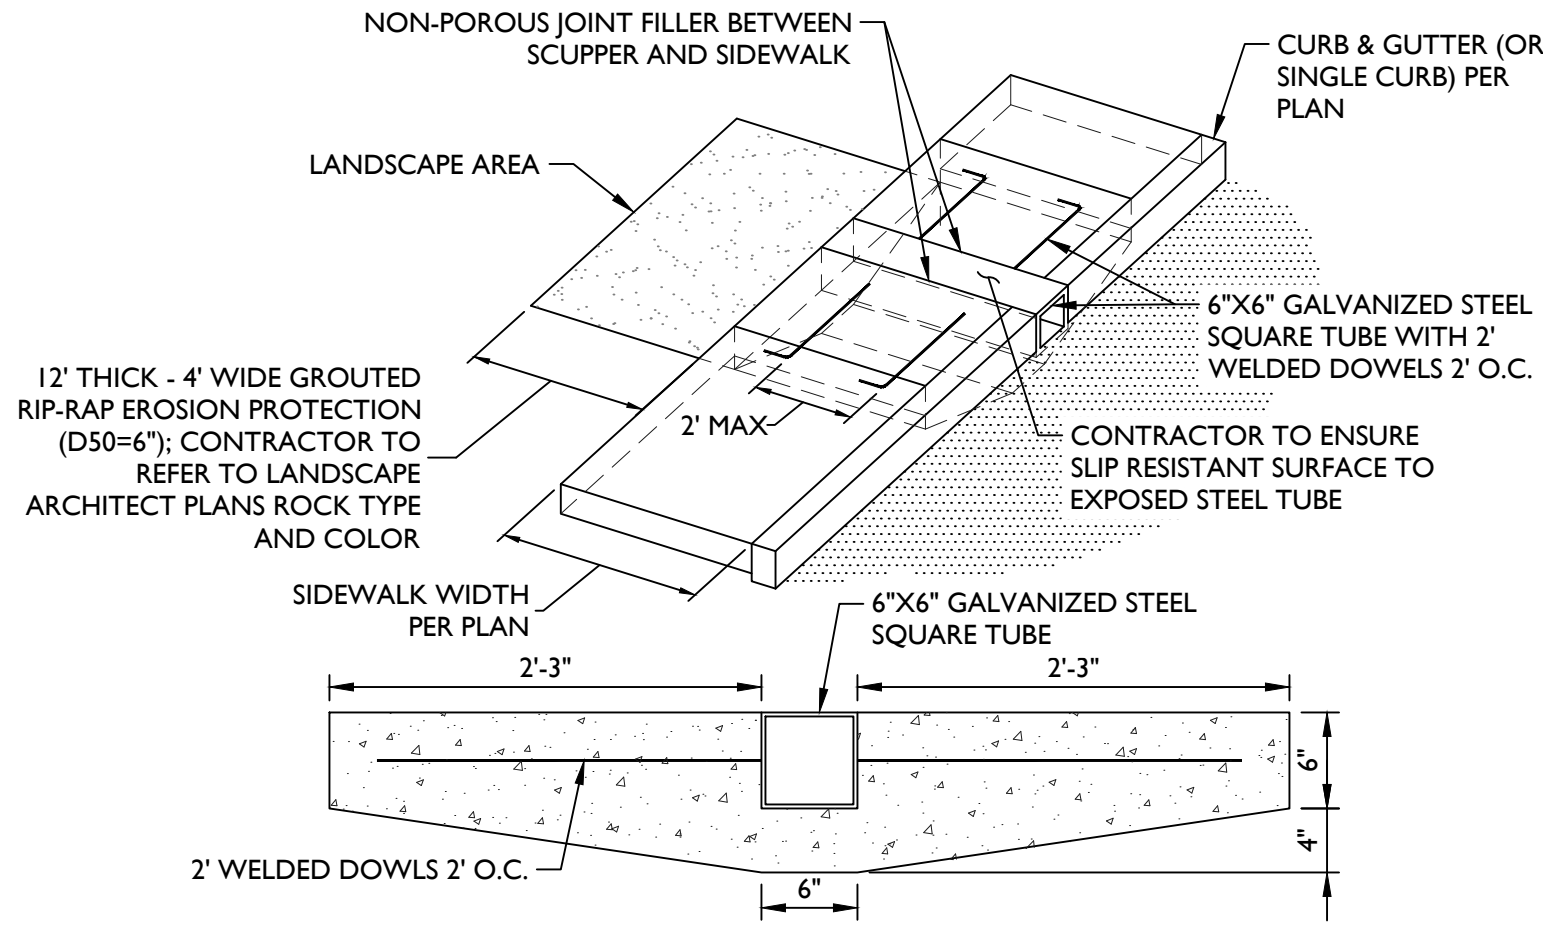 NON-POROUS JOINT FILLER BETWEEN
SCUPPER AND SIDEWALK
CURB & GUTTER (OR
SINGLE CURB) PER
PLAN
LANDSCAPE AREA
6"X6" GALVANIZED STEEL
SQUARE TUBE WITH 2'
WELDED DOWELS 2' O.C.
12' THICK - 4' WIDE GROUTED
RIP-RAP EROSION PROTECTION
(D50=6"); CONTRACTOR TO
REFER TO LANDSCAPE
ARCHITECT PLANS ROCK TYPE
AND COLOR
2' MAX
CONTRACTOR TO ENSURE
SLIP RESISTANT SURFACE TO
EXPOSED STEEL TUBE
SIDEWALK WIDTH
PER PLAN
6"X6" GALVANIZED STEEL
SQUARE TUBE
2'-3"
2'-3"
6"
4"
2' WELDED DOWLS 2' O.C.
6"